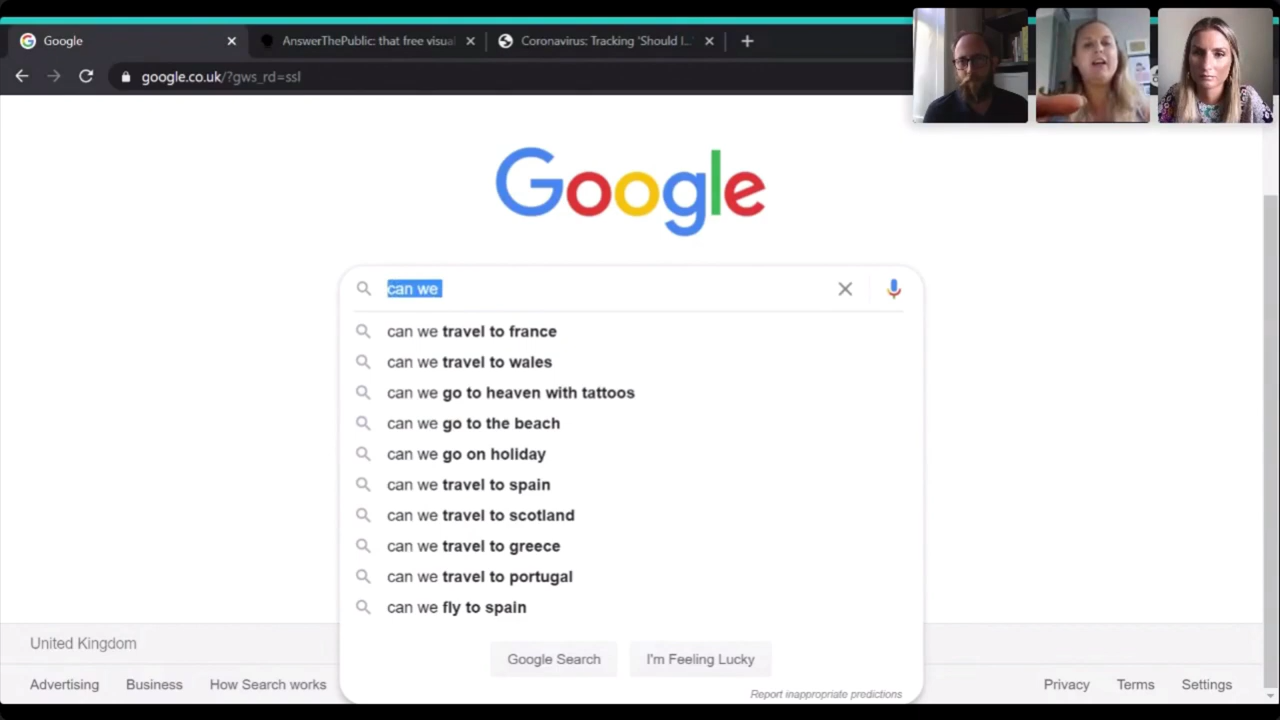 Google
AnswerThePublic: that free visual
Coronavirus: Tracking 'Should I...
google.co.uk/?gws_rd=ssl
Google
can we
can we travel to france
can we travel to wales
can we go to heaven with tattoos
can we go to the beach
can we go on holiday
can we travel to spain
can we travel to scotland
can we travel to greece
can we travel to portugal
can we fly to spain
Google Search
I'm Feeling Lucky
Report inappropriate predictions
United Kingdom
Advertising
Business
How Search works
Privacy
Terms
Settings